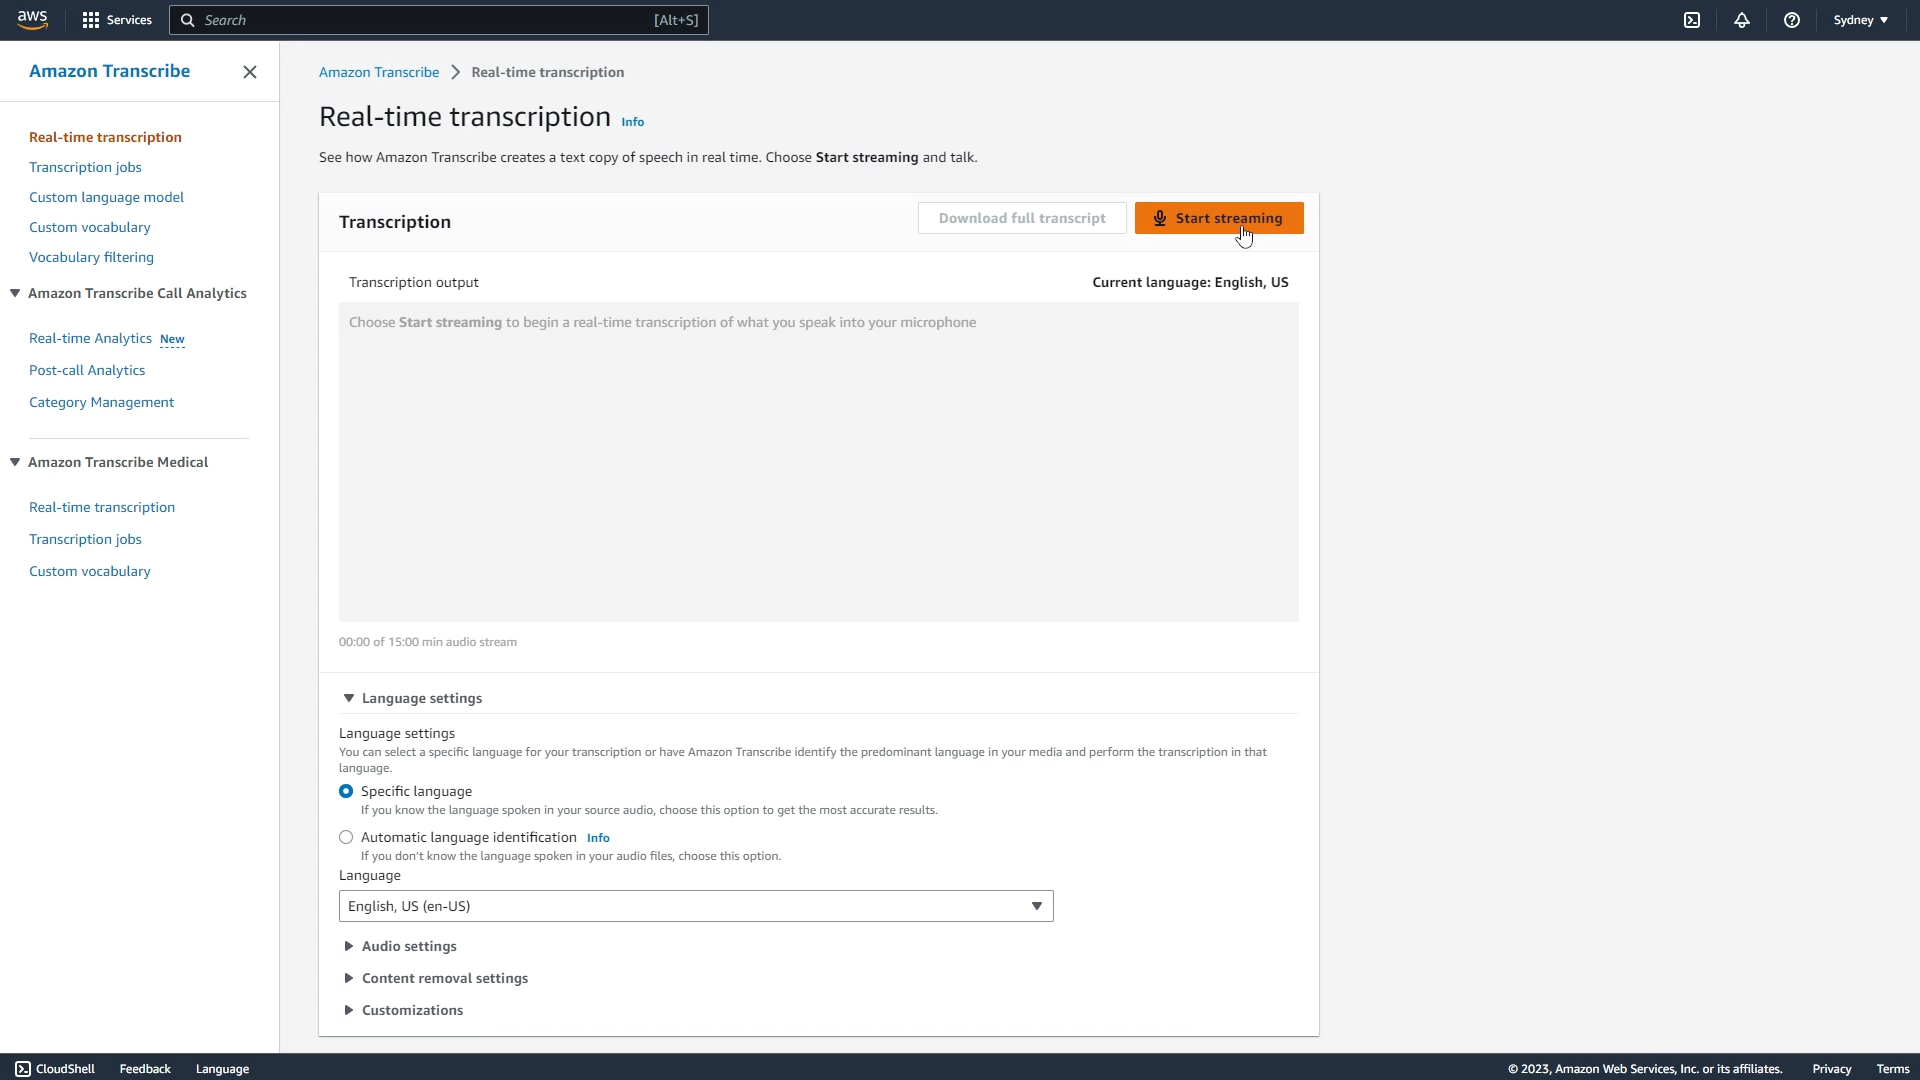 aws
Services
Search
[Alt+S]
Sydney
Amazon Transcribe
Real-time transcription
Transcription jobs
Custom language model
Custom vocabulary
Vocabulary filtering
Amazon Transcribe Call Analytics
Real-time Analytics New
Post-call Analytics
Category Management
Amazon Transcribe Medical
Real-time transcription
Transcription jobs
Custom vocabulary
Amazon Transcribe > Real-time transcription
Real-time transcription Info
See how Amazon Transcribe creates a text copy of speech in real time. Choose Start streaming and talk.
Transcription
Download full transcript
Start streaming
Transcription output
Current language: English, US
Choose Start streaming to begin a real-time transcription of what you speak into your microphone
00:00 of 15:00 min audio stream
Language settings
Language settings
You can select a specific language for your transcription or have Amazon Transcribe identify the predominant language in your media and perform the transcription in that
language.
Specific language
If you know the language spoken in your source audio, choose this option to get the most accurate results.
Automatic language identification Info
If you don't know the language spoken in your audio files, choose this option.
Language
English, US (en-US)
Audio settings
Content removal settings
Customizations
CloudShell
Feedback
Language
© 2023, Amazon Web Services, Inc. or its affiliates.
Privacy
Terms